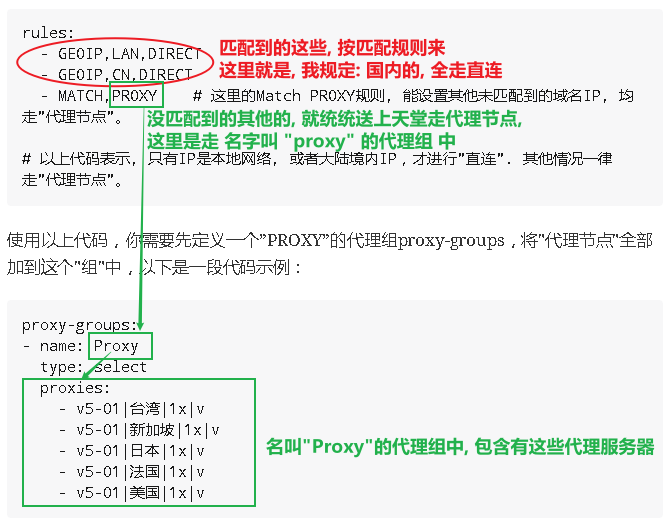 rules:
- GEOIP,LAN,DIRECT
- GEOIP,CN,DIRECT
匹配到的这些, 按匹配规则来
这里就是, 我规定: 国内的, 全走直连
- MATCH,PROXY # 这里的Match PROXY规则, 能设置其他未匹配到的域名IP, 均
走"代理节点"。
没匹配到的其他的, 就统统送上天堂走代理节点,
这里是走 名字叫 "proxy" 的代理组 中
# 以上代码表示, 只有IP是本地网络, 或者大陆境内IP,才进行"直连". 其他情况一律
走"代理节点"。
使用以上代码，你需要先定义一个"PROXY"的代理组proxy-groups，将"代理节点"全部
加到这个"组"中，以下是一段代码示例：
proxy-groups:
- name: Proxy
type: select
proxies:
- v5-01|台湾|1x|v
- v5-01|新加坡|1x|v
- v5-01|日本|1x|v
- v5-01|法国|1x|v
- v5-01|美国|1x|v
名叫"Proxy"的代理组中, 包含有这些代理服务器